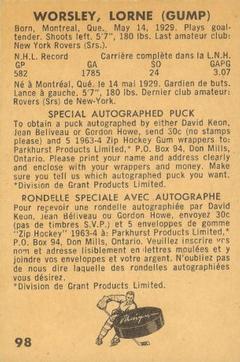 WORSLEY, LORNE (GUMP)
Born, Montreal, Que. May 14, 1929. Plays goal-
tender. Shoots left. 5'7", 180 lbs. Last amateur:
New York Rovers (Srs.).
N.H.L. Record Carrière complète dans la L.N.H.
GP GA SO GAPG
582 1785 24 3.07
Né à Montréal, Qué. le 14 mai 1929. Gardien de buts.
Lance à gauche. 5'7", 180 lbs. Dernier club amateur:
Rovers (Sr) de New-York.
SPECIAL AUTOGRAPHED PUCK
To obtain a puck autographed by either David Keon,
Jean Beliveau or Gordon Howe, send 30c (no stamps
please) and 5 1963-4 Zip Hockey Gum wrappers to:
Parkhurst Products Limited,* P.O. Box 94, Don Mills,
Ontario. Please print your name and address clearly
and enclose with your wrappers and money. Make
sure you tell us which autographed puck you want.
*Division de Grant Products Limited.
RONDELLE SPECIALE AVEC AUTOGRAPHE
Pour recevoir une rondelle autographiée par David
Keon, Jean Béliveau ou Gordon Howe, envoyez 30c
(pas de timbres S.V.P.) et 5 enveloppes de gomme
"Zip Hockey" 1963-4 à: Parkhurst Products Limited,*
P.O. Box 94, Don Mills, Ontario. Veuillez inscrire vos
nom et adresse lisiblement en lettres moulées et y
joindre vos enveloppes et votre argent. N'oubliez pas
de nous dire laquelle des rondelles autographiées
vous désirez.
*Division de Grant Products Limited.
98